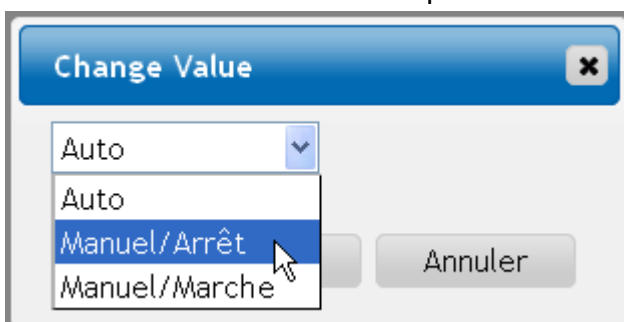 Change Value
Auto
Auto
Manuel/Arrêt
Annuler
Manuel/Marche